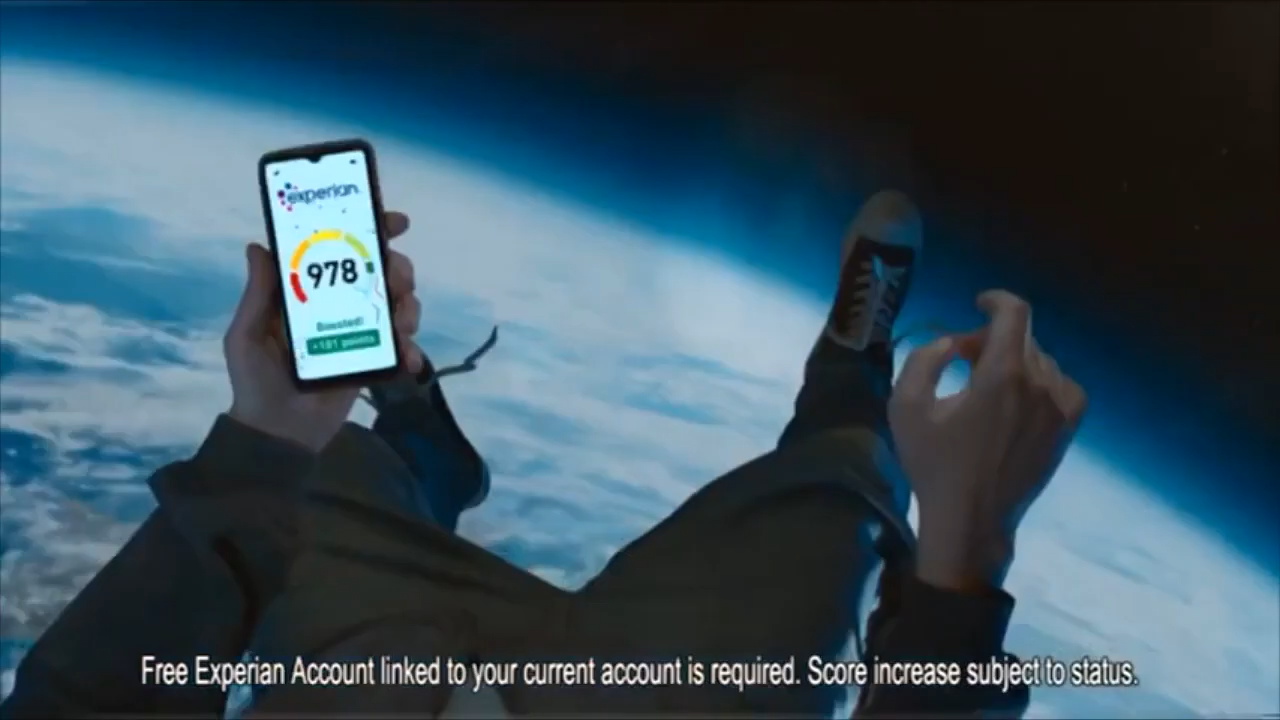 experian
978
Boosted!
+181 points
Free Experian Account linked to your current account is required. Score increase subject to status.